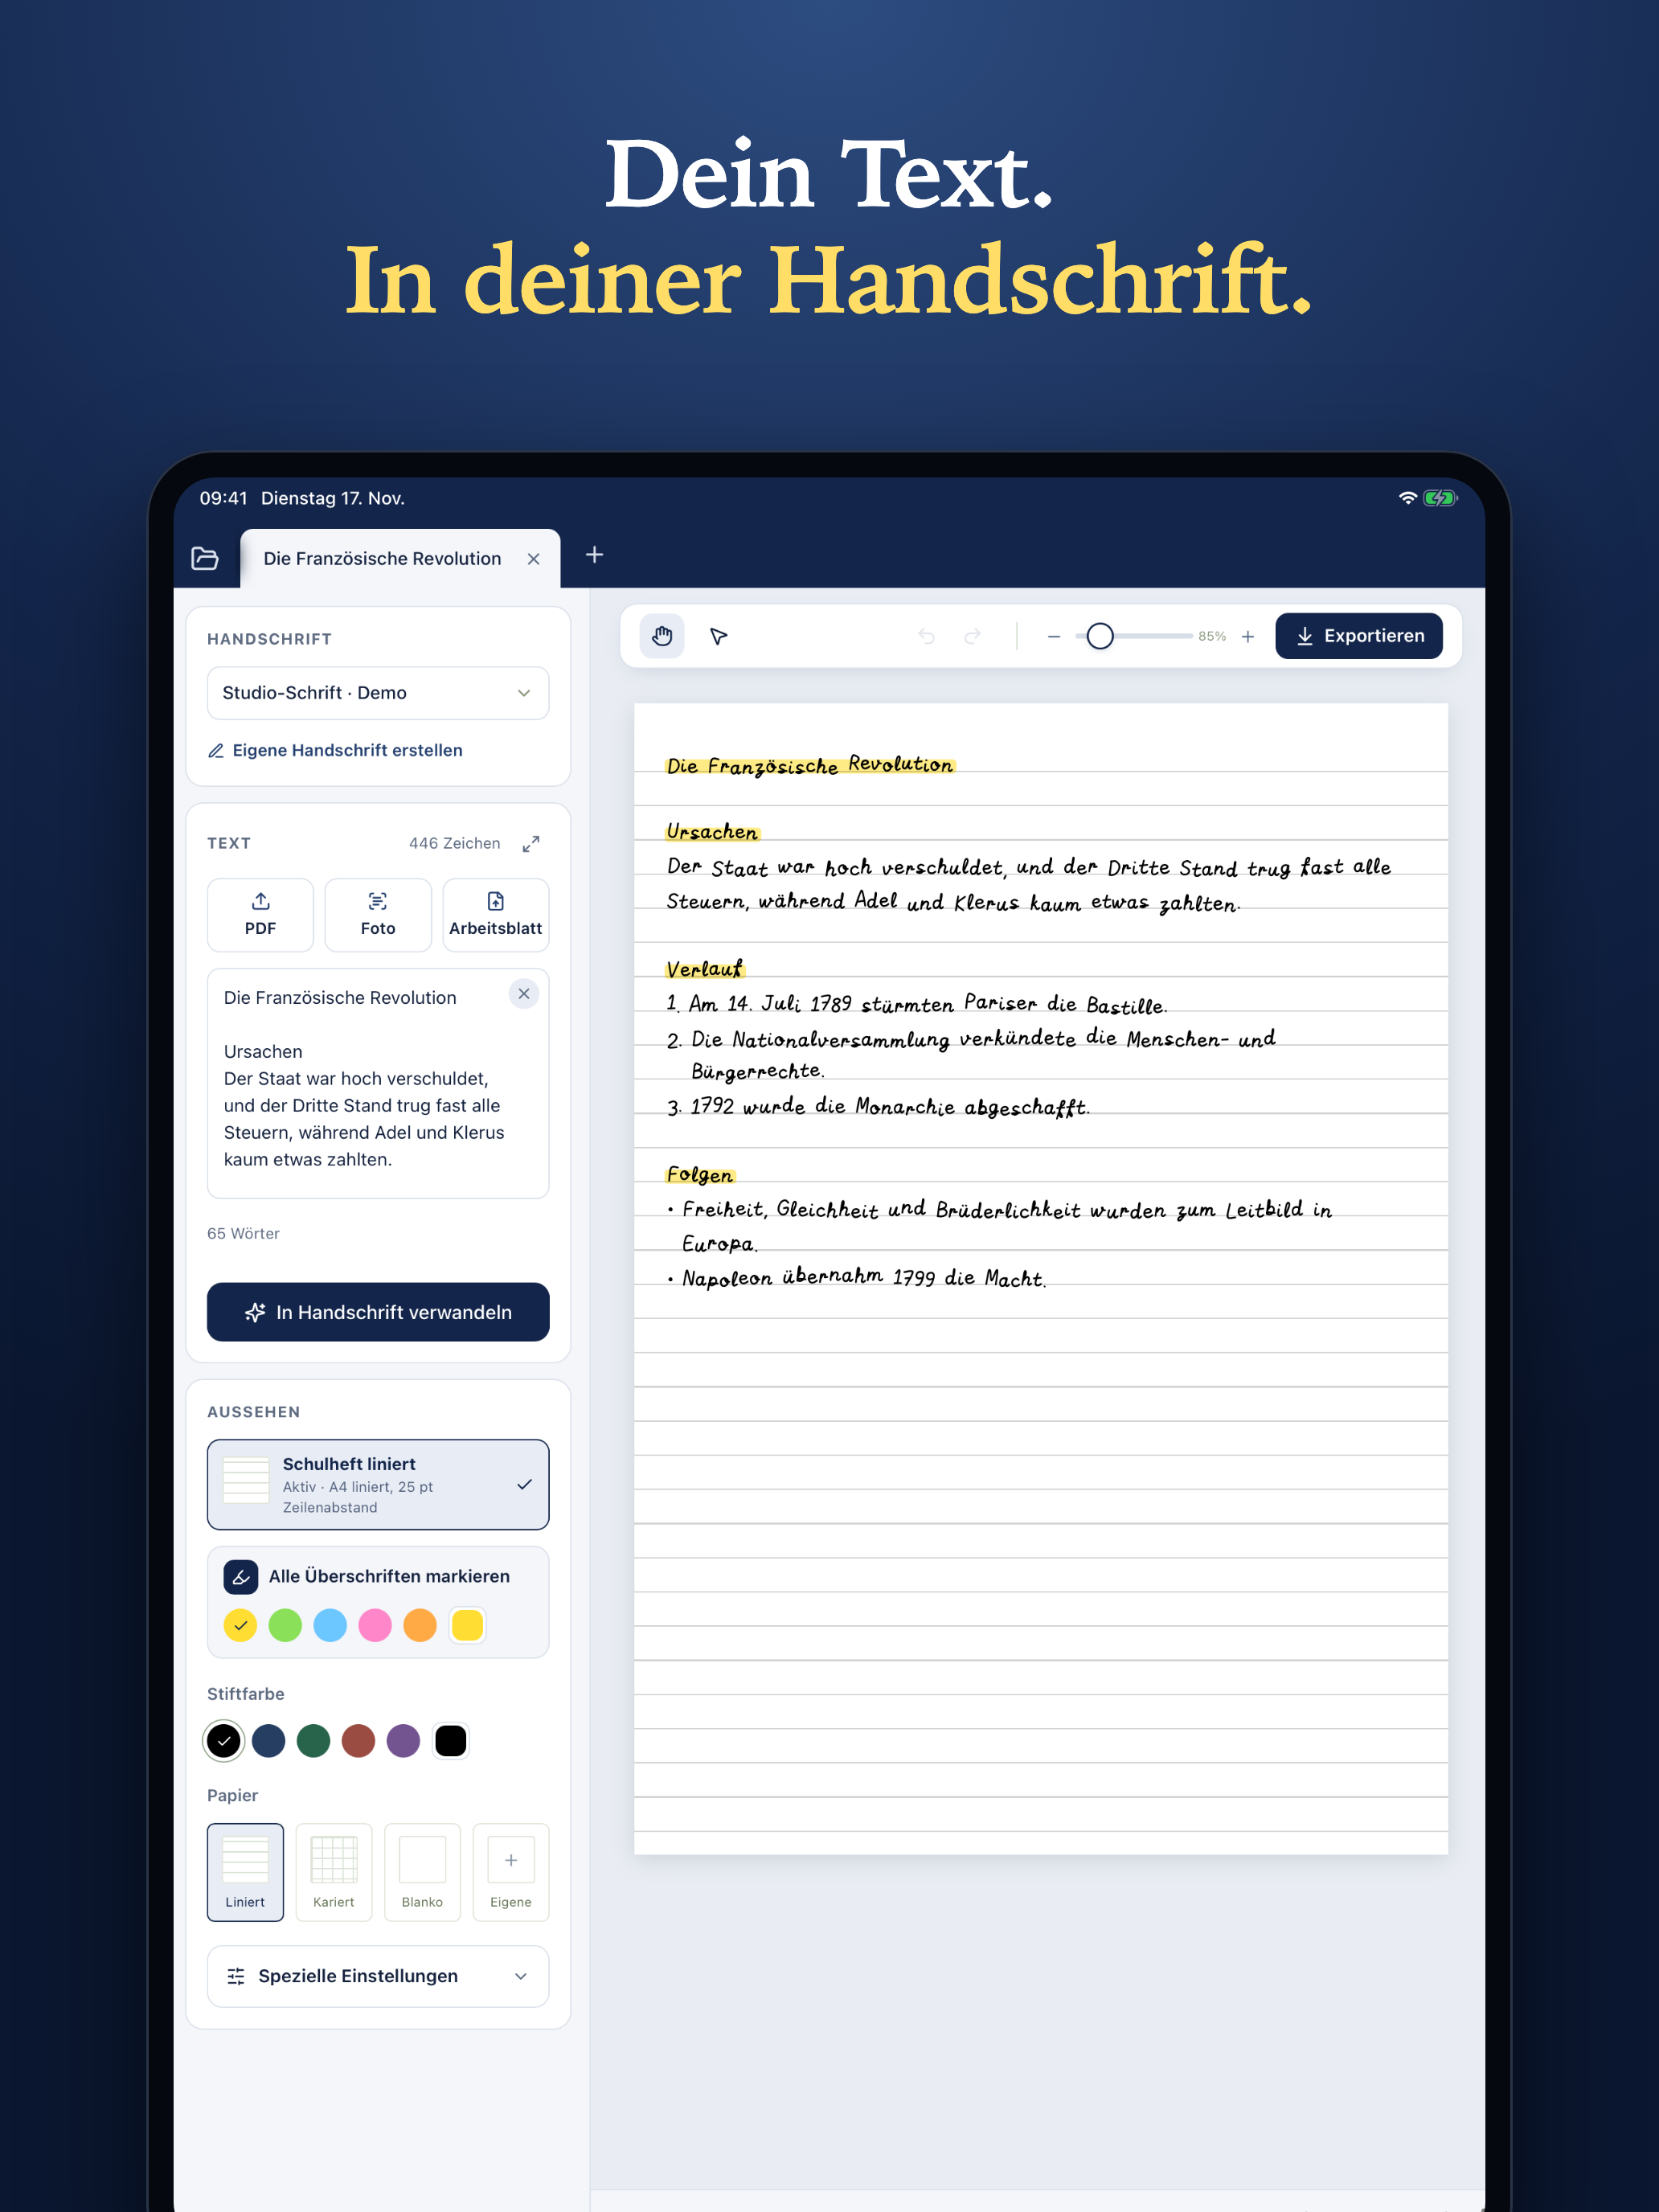 Dein Text.
In deiner Handschrift.
09:41 Dienstag 17. Nov.
Die Französische Revolution
HANDSCHRIFT
Studio-Schrift · Demo
Eigene Handschrift erstellen
TEXT 446 Zeichen
PDF Foto Arbeitsblatt
Die Französische Revolution
Ursachen
Der Staat war hoch verschuldet,
und der Dritte Stand trug fast alle
Steuern, während Adel und Klerus
kaum etwas zahlten.
65 Wörter
In Handschrift verwandeln
AUSSEHEN
Schulheft liniert
Aktiv · A4 liniert, 25 pt
Zeilenabstand
Alle Überschriften markieren
Stiftfarbe
Papier
Liniert Kariert Blanko Eigene
Spezielle Einstellungen
85% Exportieren
Die Französische Revolution
Ursachen
Der Staat war hoch verschuldet, und der Dritte Stand trug fast alle
Steuern, während Adel und Klerus kaum etwas zahlten.
Verlauf
1. Am 14. Juli 1789 stürmten Pariser die Bastille.
2. Die Nationalversammlung verkündete die Menschen- und
Bürgerrechte.
3. 1792 wurde die Monarchie abgeschafft.
Folgen
• Freiheit, Gleichheit und Brüderlichkeit wurden zum Leitbild in
Europa.
• Napoleon übernahm 1799 die Macht.